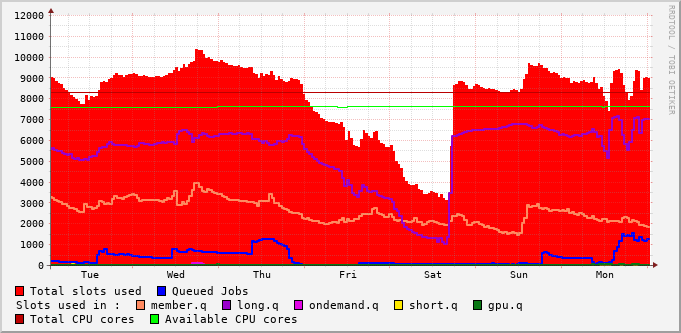 RRDTOOL / TOBI OETIKER
12000
11000
10000
9000
8000
7000
6000
5000
4000
3000
2000
1000
0
Tue Wed Thu Fri Sat Sun Mon
Total slots used Queued Jobs
Slots used in : member.q long.q ondemand.q short.q gpu.q
Total CPU cores Available CPU cores